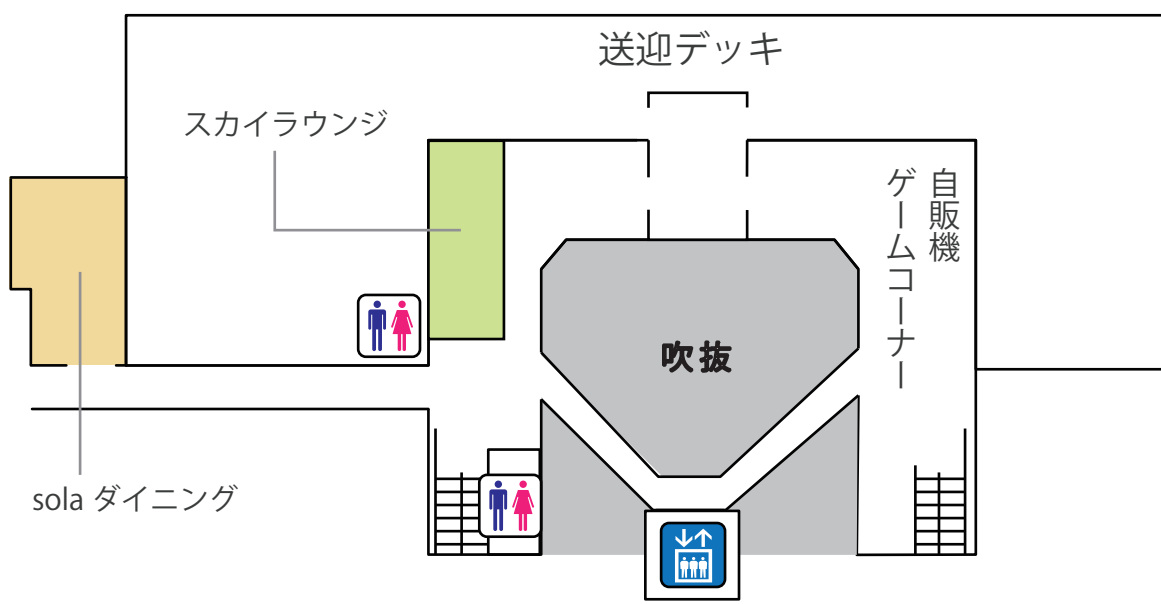 送迎デッキ
スカイラウンジ
自販機
ゲームコーナー
吹抜
sola ダイニング